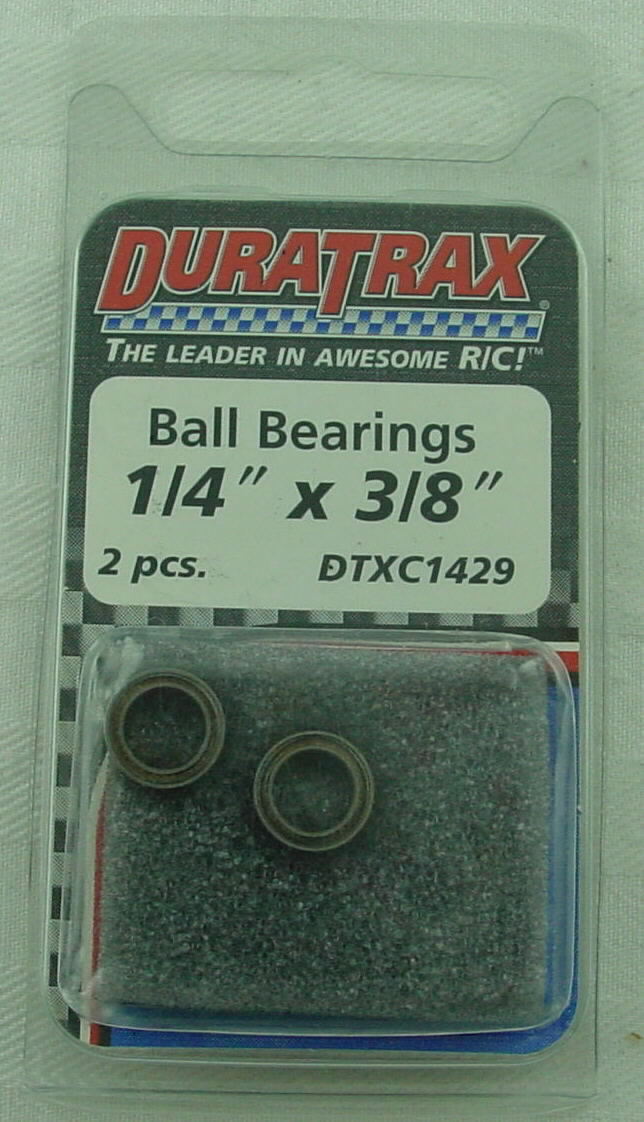 DURATRAX®
THE LEADER IN AWESOME R/C!™
Ball Bearings
1/4" x 3/8"
2 pcs. DTXC1429